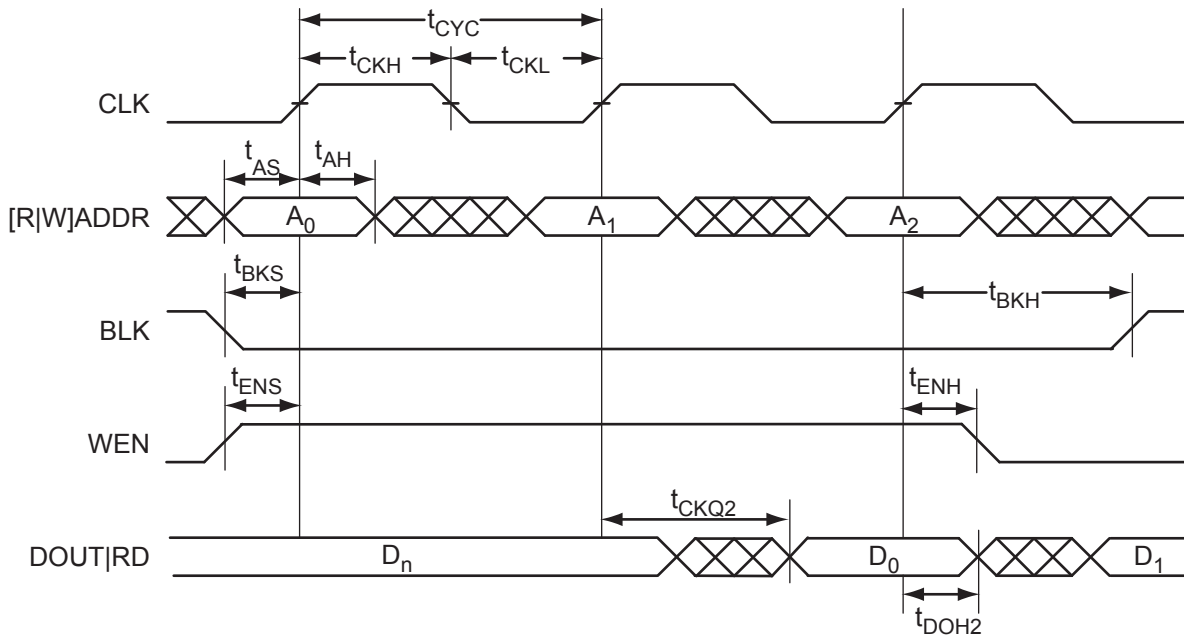 tCYC
tCKH tCKL
CLK
tAS tAH
[R|W]ADDR A0 A1 A2
tBKS tBKH
BLK
tENS tENH
WEN
tCKQ2
DOUT|RD Dn D0 D1
tDOH2